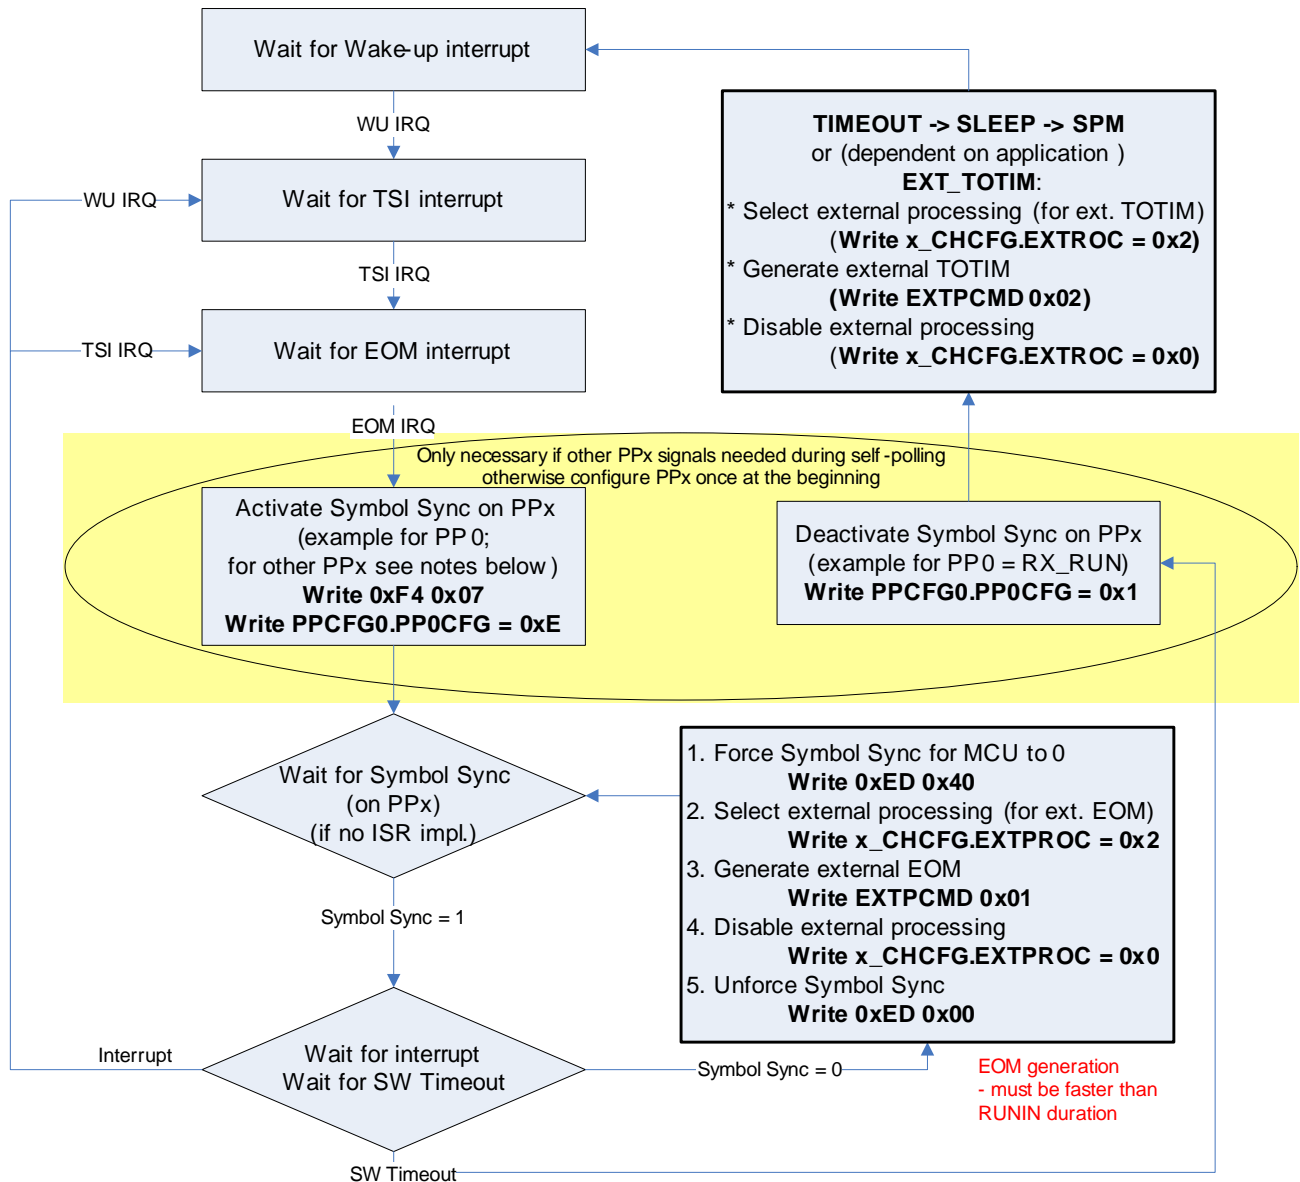 Wait for Wake-up interrupt
WU IRQ
WU IRQ
Wait for TSI interrupt
TSI IRQ
TSI IRQ
Wait for EOM interrupt
EOM IRQ
TIMEOUT -> SLEEP -> SPM
or (dependent on application )
EXT_TOTIM:
* Select external processing (for ext. TOTIM)
(Write x_CHCFG.EXTROC = 0x2)
* Generate external TOTIM
(Write EXTPCMD 0x02)
* Disable external processing
(Write x_CHCFG.EXTROC = 0x0)
Only necessary if other PPx signals needed during self-polling
otherwise configure PPx once at the beginning
Activate Symbol Sync on PPx
(example for PP0;
for other PPx see notes below)
Write 0xF4 0x07
Write PPCFG0.PP0CFG = 0xE
Deactivate Symbol Sync on PPx
(example for PP0 = RX_RUN)
Write PPCFG0.PP0CFG = 0x1
Wait for Symbol Sync
(on PPx)
(if no ISR impl.)
Symbol Sync = 1
1. Force Symbol Sync for MCU to 0
Write 0xED 0x40
2. Select external processing (for ext. EOM)
Write x_CHCFG.EXTPROC = 0x2
3. Generate external EOM
Write EXTPCMD 0x01
4. Disable external processing
Write x_CHCFG.EXTPROC = 0x0
5. Unforce Symbol Sync
Write 0xED 0x00
Interrupt
Wait for interrupt
Wait for SW Timeout
Symbol Sync = 0
EOM generation
- must be faster than
RUNIN duration
SW Timeout